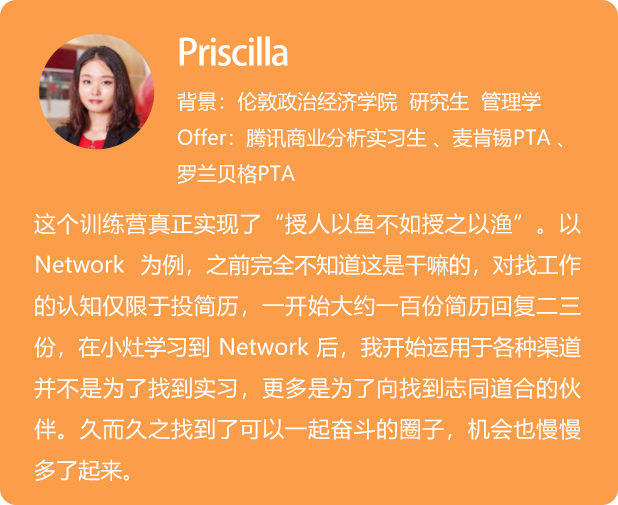 Priscilla
背景：伦敦政治经济学院 研究生 管理学
Offer：腾讯商业分析实习生 、麦肯锡PTA 、
罗兰贝格PTA
这个训练营真正实现了“授人以鱼不如授之以渔”。以
Network 为例，之前完全不知道这是干嘛的，对找工作
的认知仅限于投简历，一开始大约一百份简历回复二三
份，在小灶学习到 Network 后，我开始运用于各种渠道
并不是为了找到实习，更多是为了向找到志同道合的伙
伴。久而久之找到了可以一起奋斗的圈子，机会也慢慢
多了起来。